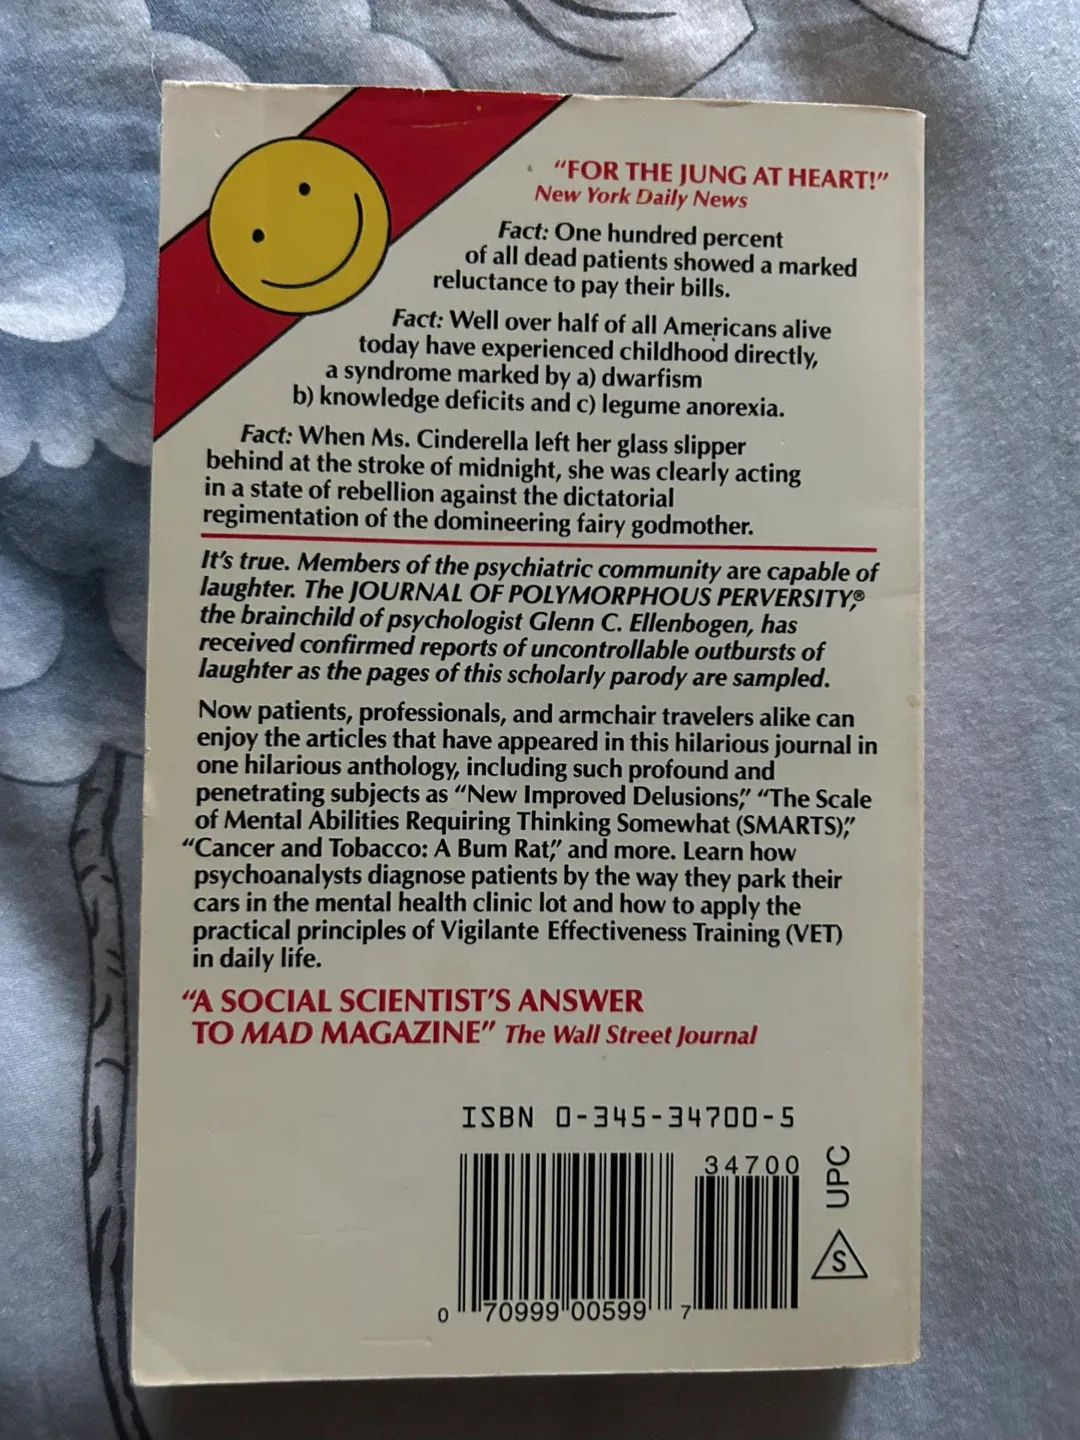 “FOR THE JUNG AT HEART!”
New York Daily News
Fact: One hundred percent
of all dead patients showed a marked
reluctance to pay their bills.
Fact: Well over half of all Americans alive
today have experienced childhood directly,
a syndrome marked by a) dwarfism
b) knowledge deficits and c) legume anorexia.
Fact: When Ms. Cinderella left her glass slipper
behind at the stroke of midnight, she was clearly acting
in a state of rebellion against the dictatorial
regimentation of the domineering fairy godmother.
It's true. Members of the psychiatric community are capable of
laughter. The JOURNAL OF POLYMORPHOUS PERVERSITY,®
the brainchild of psychologist Glenn C. Ellenbogen, has
received confirmed reports of uncontrollable outbursts of
laughter as the pages of this scholarly parody are sampled.
Now patients, professionals, and armchair travelers alike can
enjoy the articles that have appeared in this hilarious journal in
one hilarious anthology, including such profound and
penetrating subjects as “New Improved Delusions,” “The Scale
of Mental Abilities Requiring Thinking Somewhat (SMARTS),”
“Cancer and Tobacco: A Bum Rat,” and more. Learn how
psychoanalysts diagnose patients by the way they park their
cars in the mental health clinic lot and how to apply the
practical principles of Vigilante Effectiveness Training (VET)
in daily life.
“A SOCIAL SCIENTIST'S ANSWER
TO MAD MAGAZINE” The Wall Street Journal
ISBN 0-345-34700-5
34700
UPC
S
0 70999 00599 7